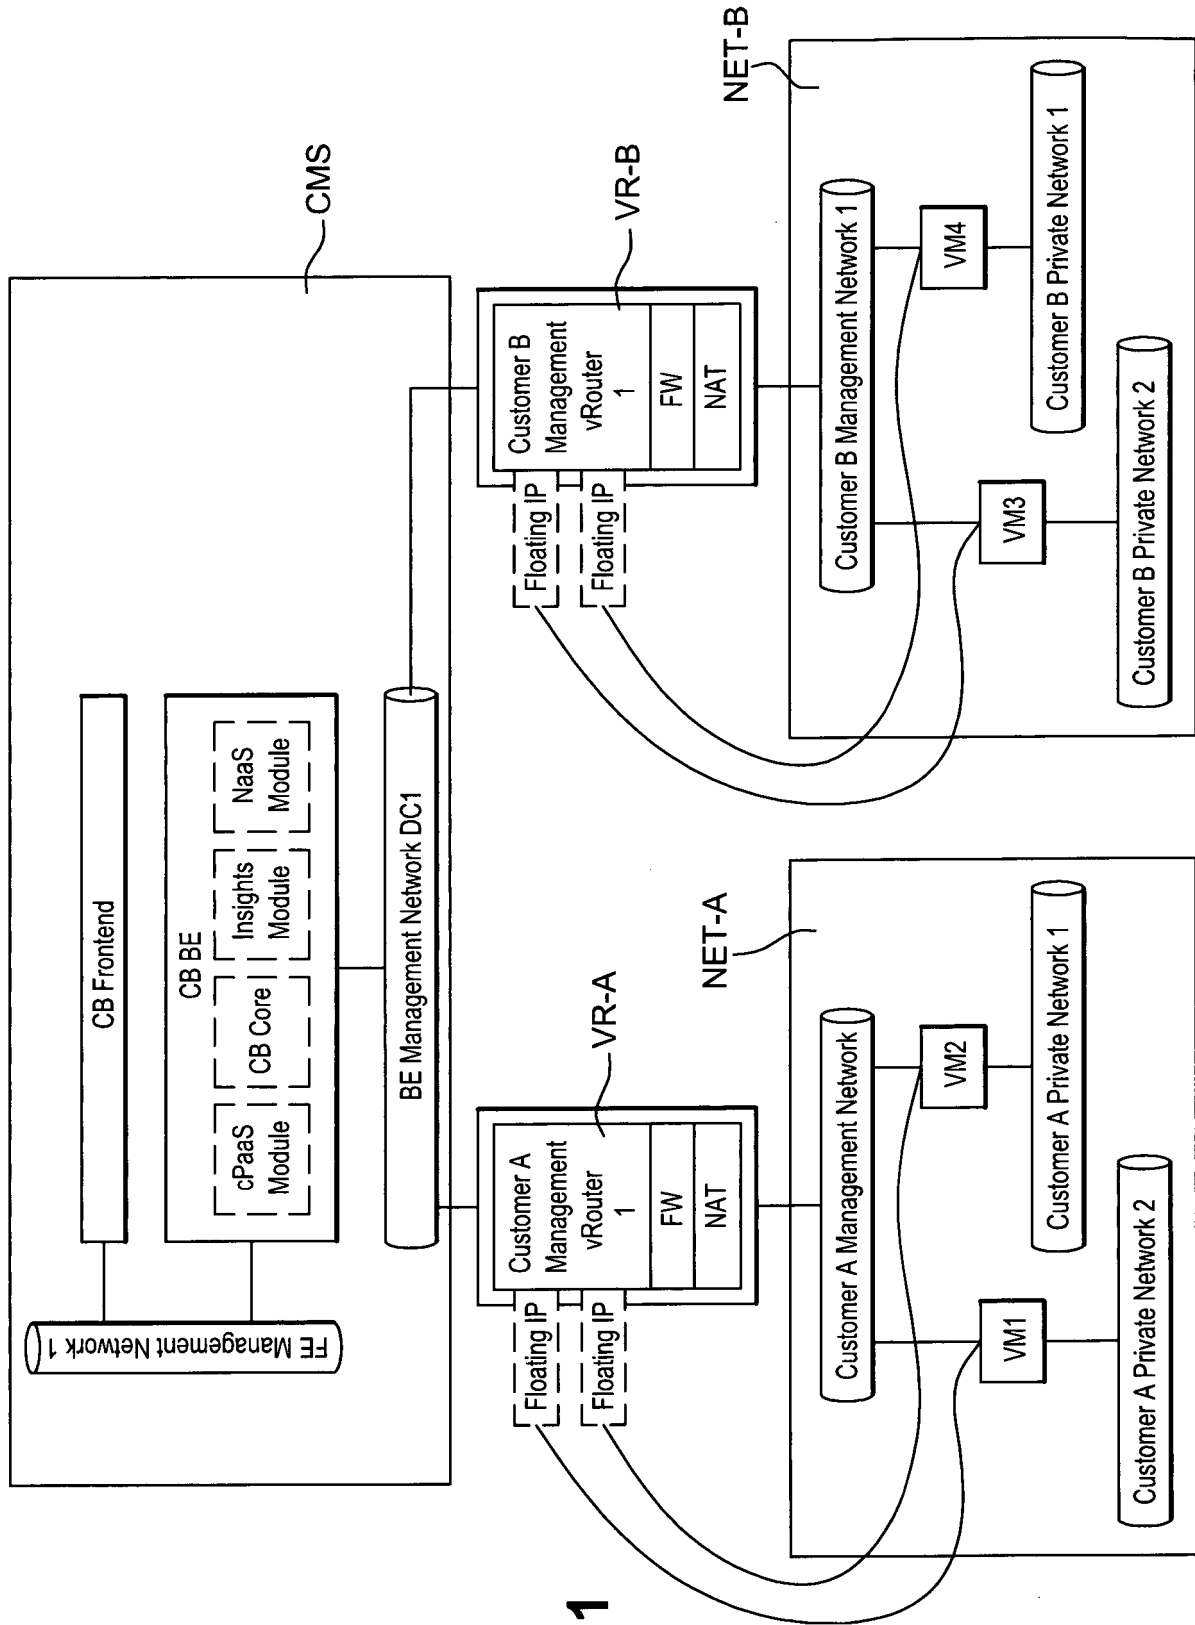 CMS
FE Management Network 1
CB Frontend
CB BE
cPaaS
Module
CB Core
Insights
Module
NaaS
Module
BE Management Network DC1
VR-A
Floating IP
Floating IP
Customer A
Management
vRouter
1
FW
NAT
VR-B
Floating IP
Floating IP
Customer B
Management
vRouter
1
FW
NAT
NET-A
Customer A Management Network
VM1
VM2
Customer A Private Network 1
Customer A Private Network 2
NET-B
Customer B Management Network 1
VM3
VM4
Customer B Private Network 1
Customer B Private Network 2
1